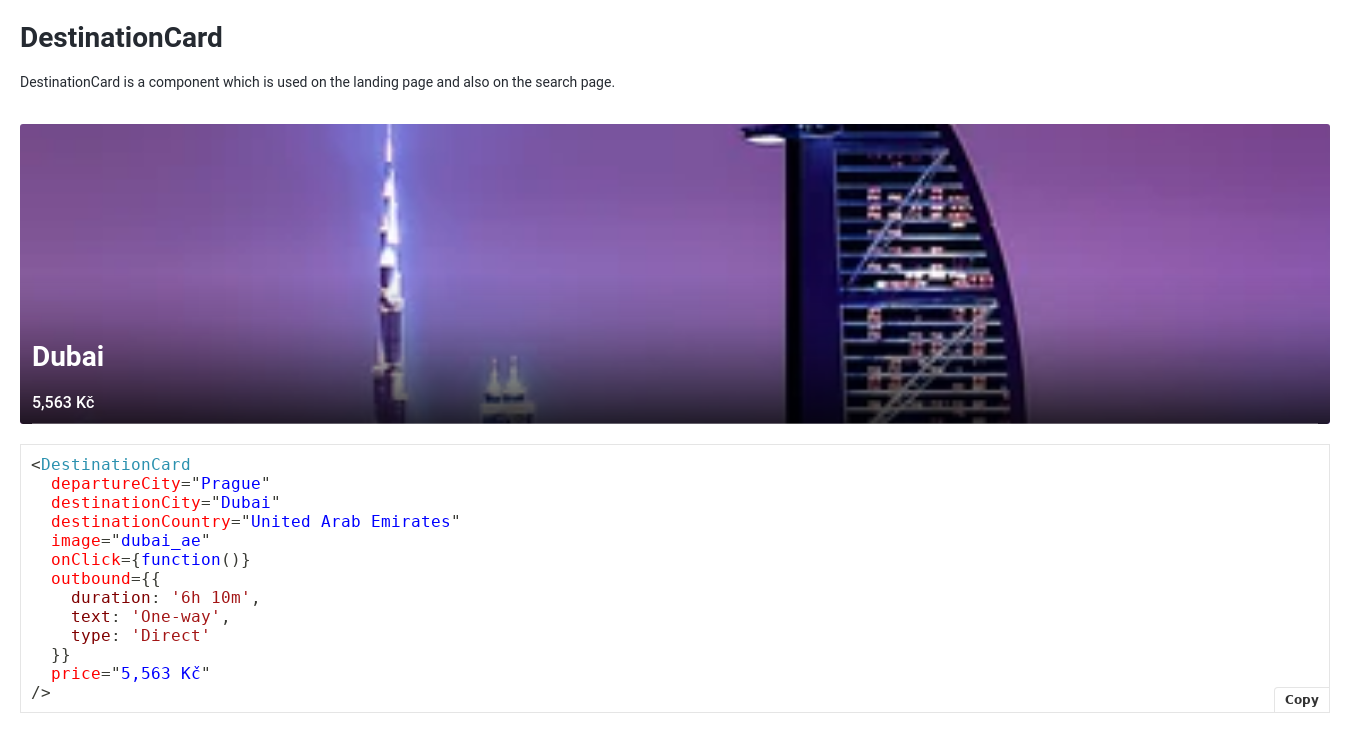 DestinationCard
DestinationCard is a component which is used on the landing page and also on the search page.
Dubai
5,563 Kč
<DestinationCard
  departureCity="Prague"
  destinationCity="Dubai"
  destinationCountry="United Arab Emirates"
  image="dubai_ae"
  onClick={function()}
  outbound={{
    duration: '6h 10m',
    text: 'One-way',
    type: 'Direct'
  }}
  price="5,563 Kč"
/>
Copy